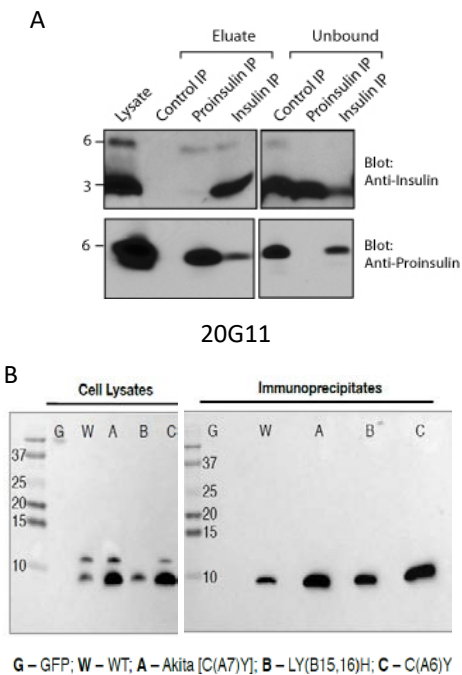 A
Eluate Unbound
Lysate Control IP Proinsulin IP Insulin IP Control IP Proinsulin IP Insulin IP
6
3
Blot:
Anti-Insulin
6
Blot:
Anti-Proinsulin
20G11
B
Cell Lysates Immunoprecipitates
G W A B C G W A B C
37 37
25 25
20 20
15 15
10 10
G – GFP; W – WT; A – Akita [C(A7)Y]; B – LY(B15,16)H; C – C(A6)Y